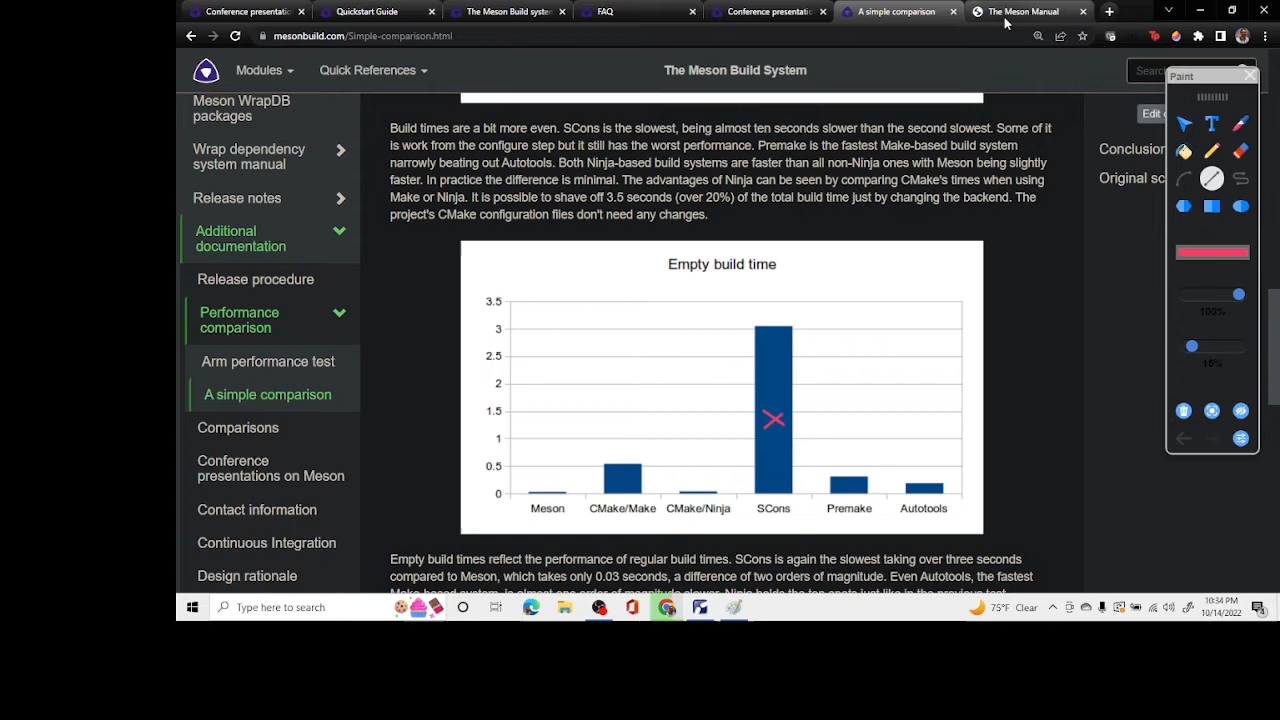 Conference presentatio
Quickstart Guide
The Meson Build system
FAQ
Conference presentatio
A simple comparison
The Meson Manual
mesonbuild.com/Simple-comparison.html
Modules
Quick References
The Meson Build System
Searc
Paint
Meson WrapDB
packages
Wrap dependency
system manual
Release notes
Additional
documentation
Release procedure
Performance
comparison
Arm performance test
A simple comparison
Comparisons
Conference
presentations on Meson
Contact information
Continuous Integration
Design rationale
Build times are a bit more even. SCons is the slowest, being almost ten seconds slower than the second slowest. Some of it
is work from the configure step but it still has the worst performance. Premake is the fastest Make-based build system
narrowly beating out Autotools. Both Ninja-based build systems are faster than all non-Ninja ones with Meson being slightly
faster. In practice the difference is minimal. The advantages of Ninja can be seen by comparing CMake's times when using
Make or Ninja. It is possible to shave off 3.5 seconds (over 20%) of the total build time just by changing the backend. The
project's CMake configuration files don't need any changes.
Empty build time
3.5
3
2.5
2
1.5
1
0.5
0
Meson
CMake/Make
CMake/Ninja
SCons
Premake
Autotools
Empty build times reflect the performance of regular build times. SCons is again the slowest taking over three seconds
compared to Meson, which takes only 0.03 seconds, a difference of two orders of magnitude. Even Autotools, the fastest
Edit
Conclusion
Original sc
T
100%
15%
Type here to search
75°F Clear
10:34 PM
10/14/2022